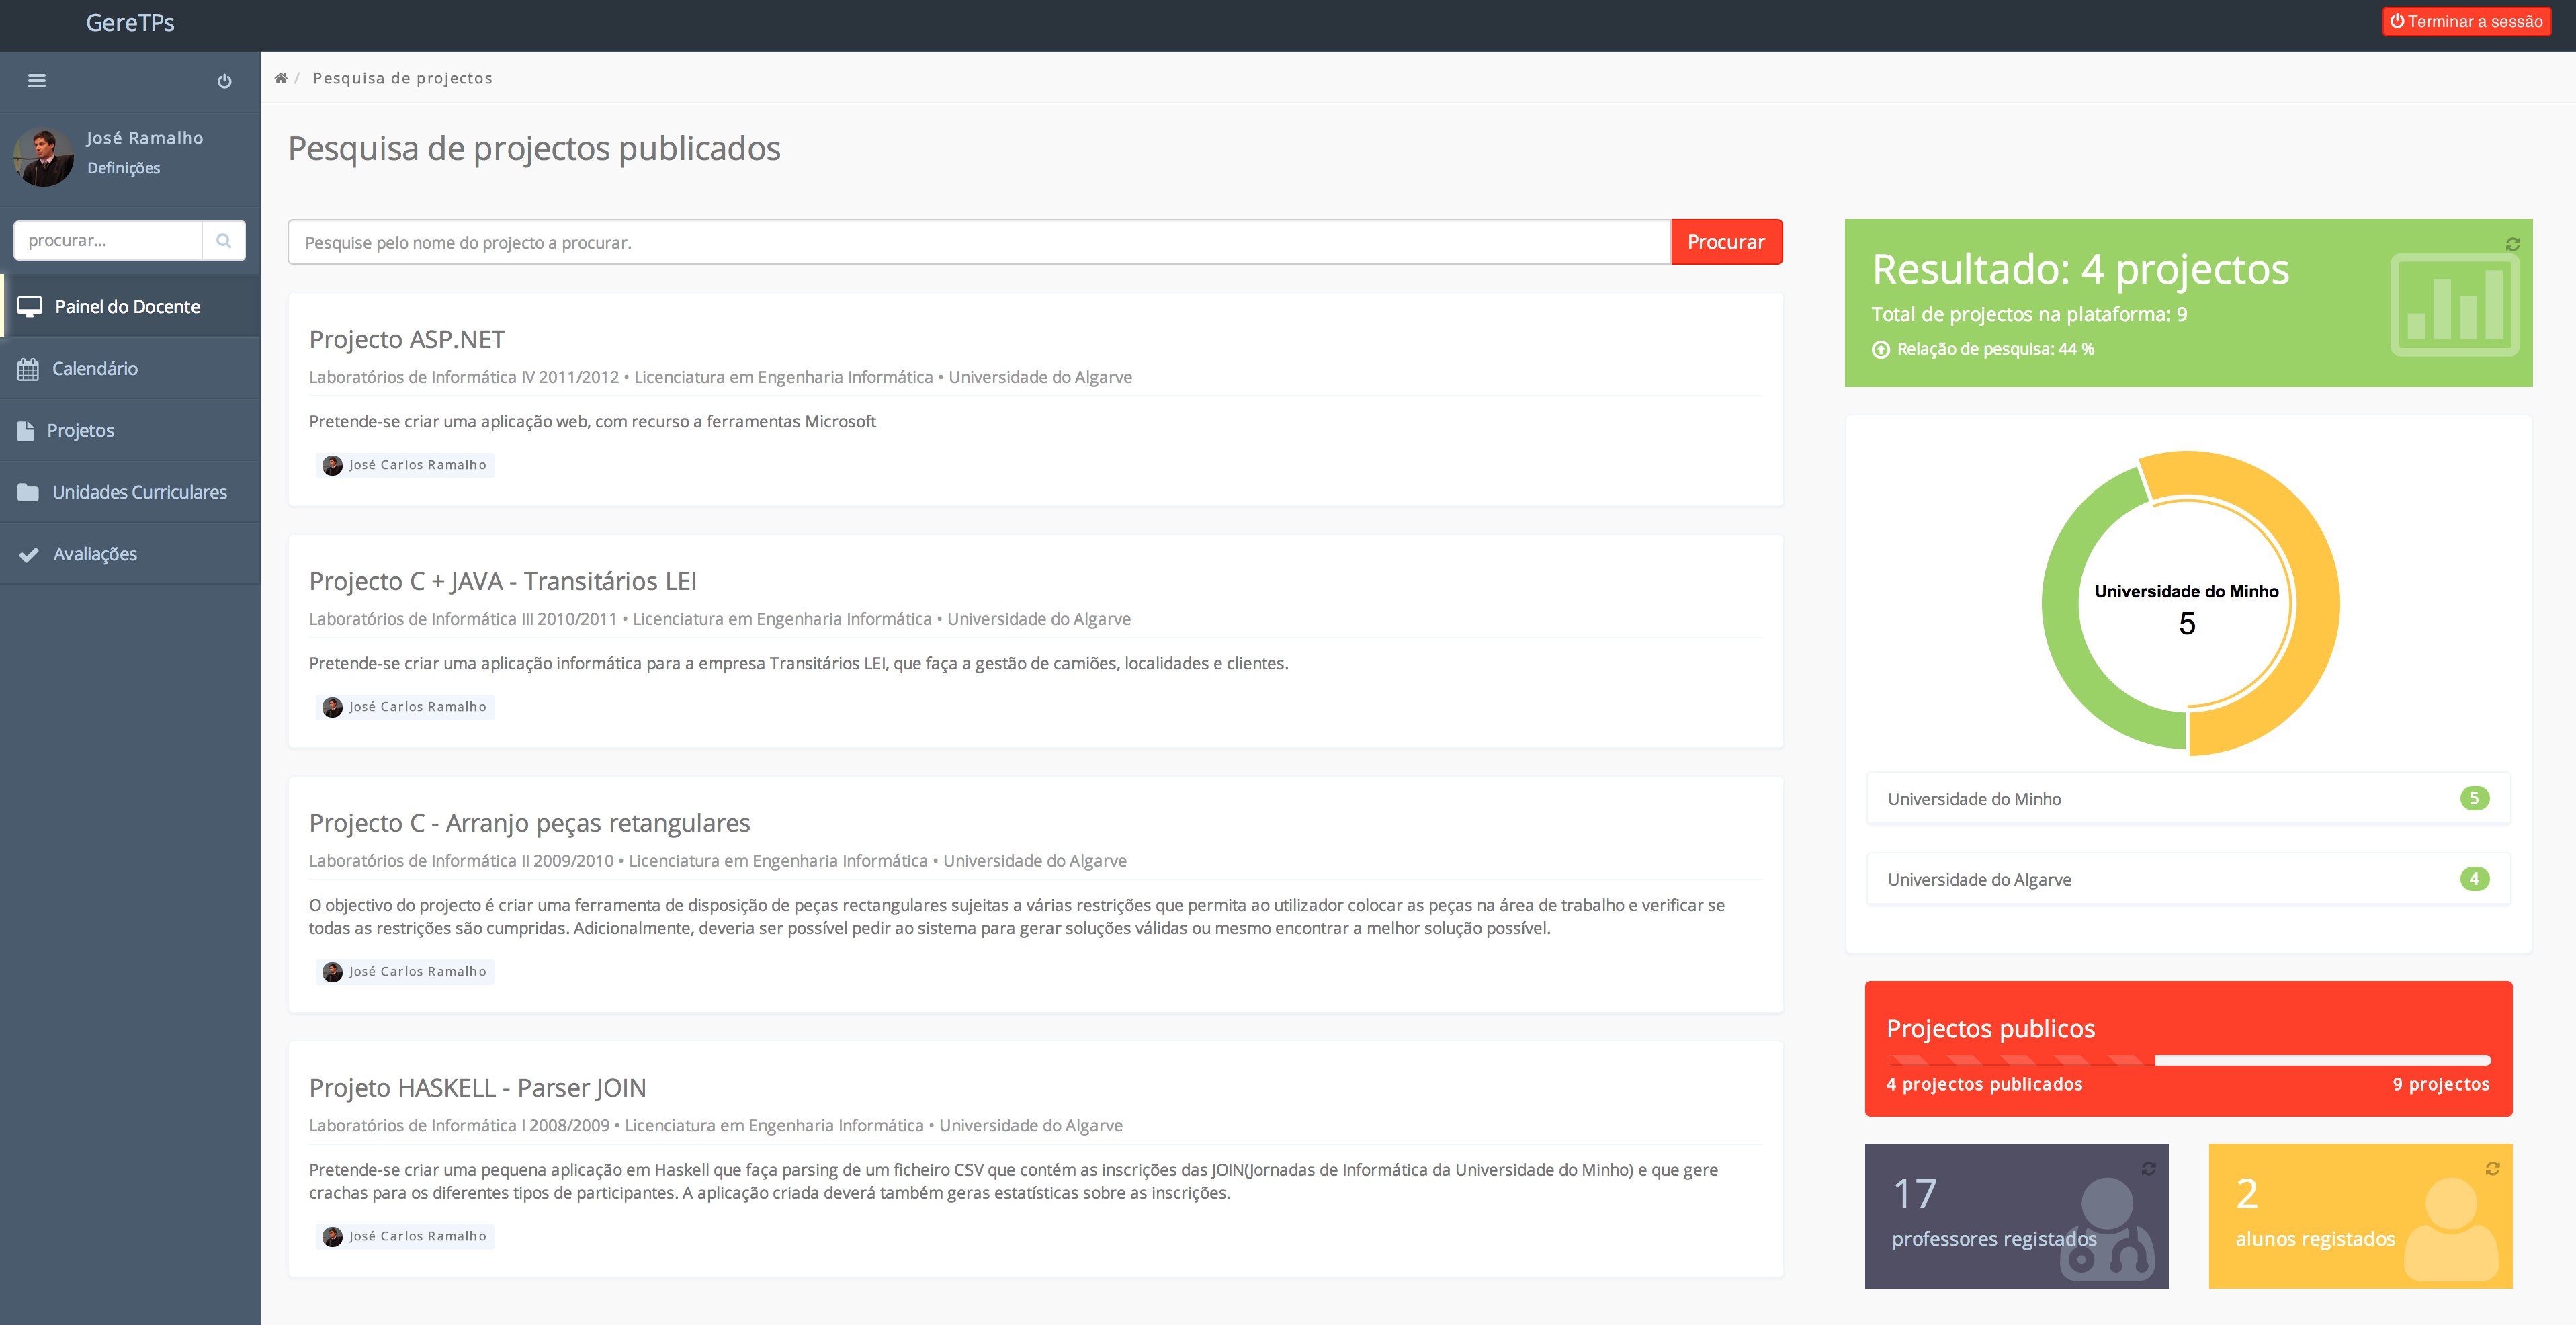 GereTPs
Terminar a sessão
/ Pesquisa de projectos
José Ramalho
Definições
procurar...
Painel do Docente
Calendário
Projetos
Unidades Curriculares
Avaliações
Pesquisa de projectos publicados
Pesquise pelo nome do projecto a procurar.
Procurar
Projecto ASP.NET
Laboratórios de Informática IV 2011/2012 • Licenciatura em Engenharia Informática • Universidade do Algarve
Pretende-se criar uma aplicação web, com recurso a ferramentas Microsoft
José Carlos Ramalho
Projecto C + JAVA - Transitários LEI
Laboratórios de Informática III 2010/2011 • Licenciatura em Engenharia Informática • Universidade do Algarve
Pretende-se criar uma aplicação informática para a empresa Transitários LEI, que faça a gestão de camiões, localidades e clientes.
José Carlos Ramalho
Projecto C - Arranjo peças retangulares
Laboratórios de Informática II 2009/2010 • Licenciatura em Engenharia Informática • Universidade do Algarve
O objectivo do projecto é criar uma ferramenta de disposição de peças rectangulares sujeitas a várias restrições que permita ao utilizador colocar as peças na área de trabalho e verificar se
todas as restrições são cumpridas. Adicionalmente, deveria ser possível pedir ao sistema para gerar soluções válidas ou mesmo encontrar a melhor solução possível.
José Carlos Ramalho
Projeto HASKELL - Parser JOIN
Laboratórios de Informática I 2008/2009 • Licenciatura em Engenharia Informática • Universidade do Algarve
Pretende-se criar uma pequena aplicação em Haskell que faça parsing de um ficheiro CSV que contém as inscrições das JOIN(Jornadas de Informática da Universidade do Minho) e que gere
crachas para os diferentes tipos de participantes. A aplicação criada deverá também geras estatísticas sobre as inscrições.
José Carlos Ramalho
Resultado: 4 projectos
Total de projectos na plataforma: 9
Relação de pesquisa: 44 %
Universidade do Minho
5
Universidade do Minho 5
Universidade do Algarve 4
Projectos publicos
4 projectos publicados 9 projectos
17
professores registados
2
alunos registados